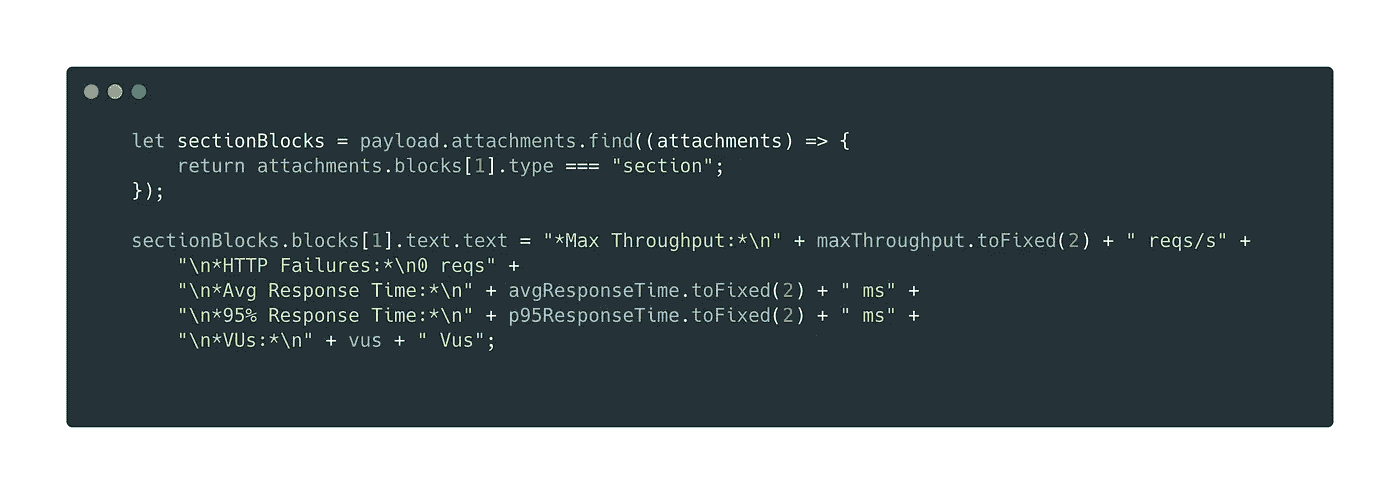 let sectionBlocks = payload.attachments.find((attachments) => {
    return attachments.blocks[1].type === "section";
});

sectionBlocks.blocks[1].text.text = "*Max Throughput:*\n" + maxThroughput.toFixed(2) + " reqs/s" +
    "\n*HTTP Failures:*\n0 reqs" +
    "\n*Avg Response Time:*\n" + avgResponseTime.toFixed(2) + " ms" +
    "\n*95% Response Time:*\n" + p95ResponseTime.toFixed(2) + " ms" +
    "\n*VUs:*\n" + vus + " Vus";